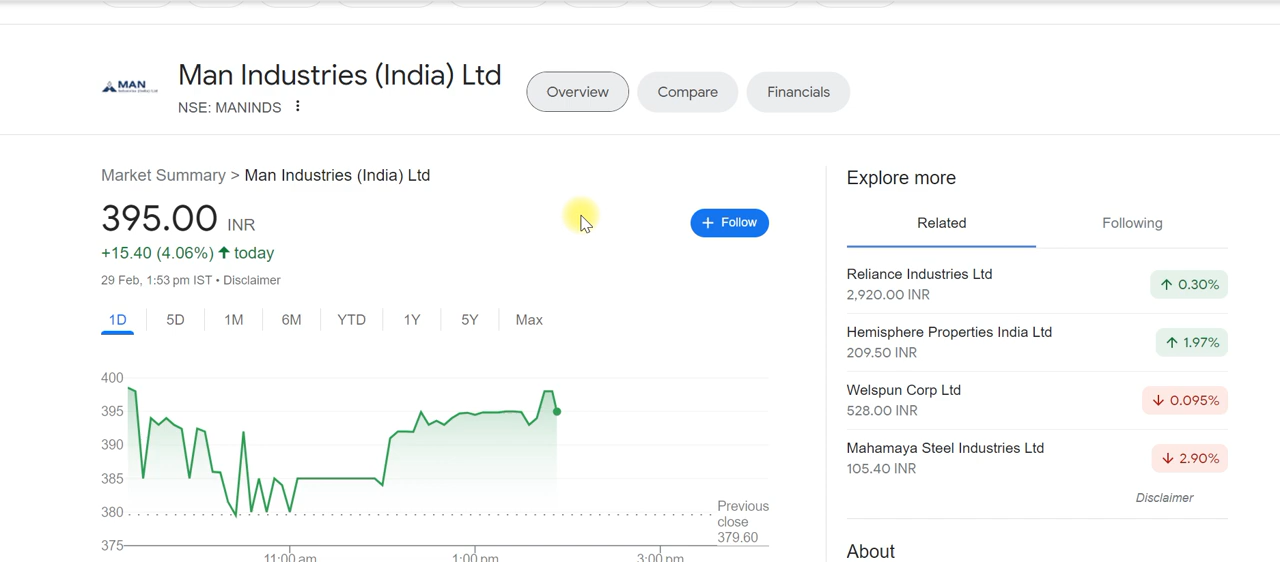 MAN
Man Industries (India) Ltd
NSE: MANINDS
Overview
Compare
Financials
Market Summary > Man Industries (India) Ltd
395.00 INR
+15.40 (4.06%) ↑ today
29 Feb, 1:53 pm IST • Disclaimer
+ Follow
1D
5D
1M
6M
YTD
1Y
5Y
Max
400
395
390
385
380
375
Previous
close
379.60
11:00 am
1:00 pm
3:00 pm
Explore more
Related
Following
Reliance Industries Ltd
2,920.00 INR
↑ 0.30%
Hemisphere Properties India Ltd
209.50 INR
↑ 1.97%
Welspun Corp Ltd
528.00 INR
↓ 0.095%
Mahamaya Steel Industries Ltd
105.40 INR
↓ 2.90%
Disclaimer
About